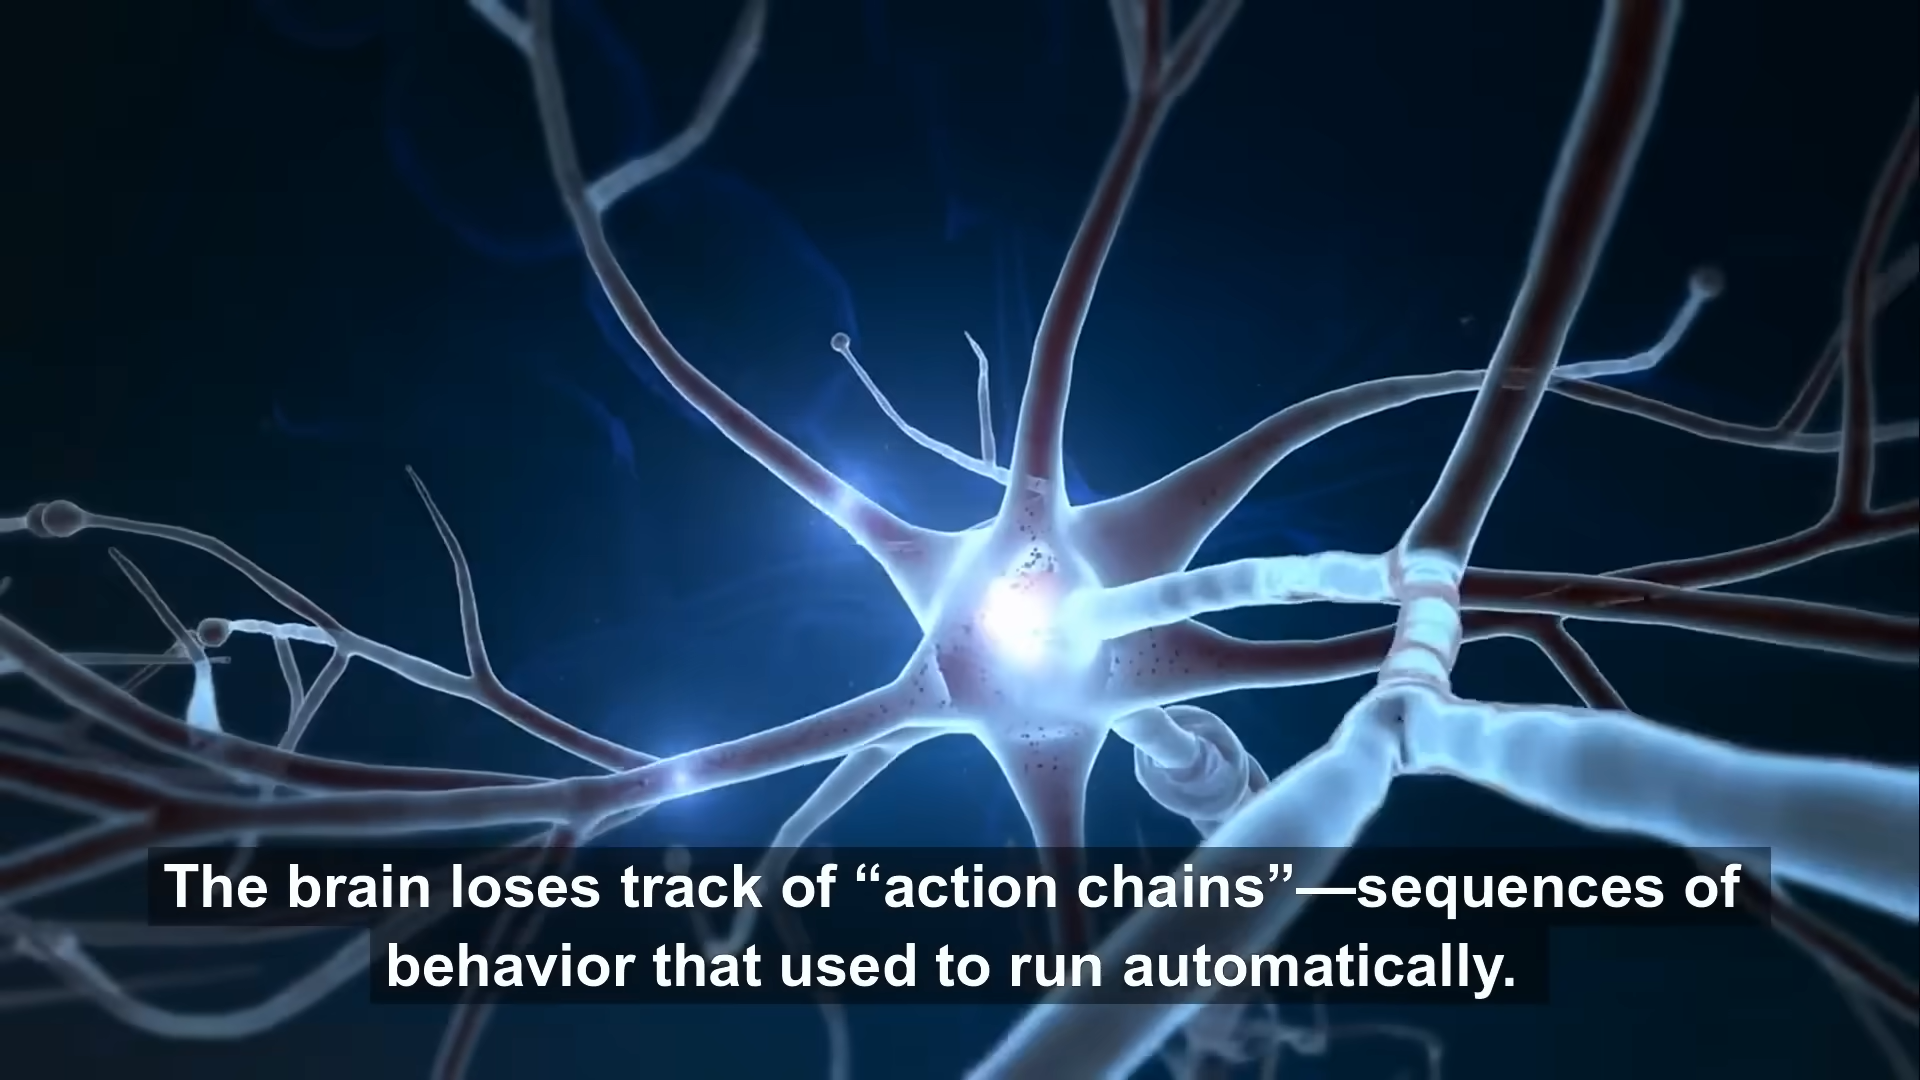 The brain loses track of “action chains”—sequences of
behavior that used to run automatically.